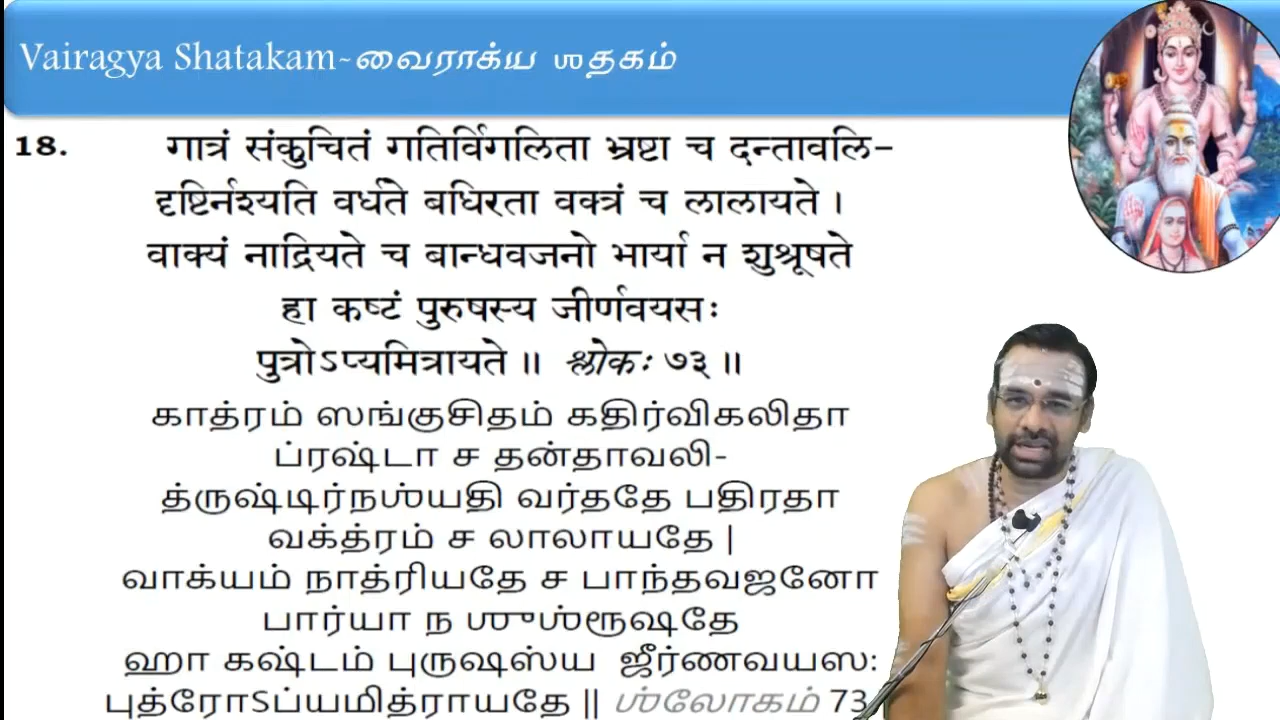 Vairagya Shatakam-வைராக்ய ஶதகம்
18. गात्रं संकुचितं गतिर्विगलिता भ्रष्टा च दन्तावलि-
दृष्टिर्नश्यति वर्धते बधिरता वक्त्रं च लालायते ।
वाक्यं नाद्रियते च बान्धवजनो भार्या न शुश्रूषते
हा कष्टं पुरुषस्य जीर्णवयसः
पुत्रोऽप्यमित्रायते ॥ श्लोकः ७३ ॥
காத்ரம் ஸங்குசிதம் கதிர்விகலிதா
ப்ரஷ்டா ச தன்தாவலி-
த்ருஷ்டிர்நஶ்யதி வர்ததே பதிரதா
வக்த்ரம் ச லாலாயதே |
வாக்யம் நாத்ரியதே ச பாந்தவஜனோ
பார்யா ந ஶுஶ்ரூஷதே
ஹா கஷ்டம் புருஷஸ்ய ஜீர்ணவயஸ:
புத்ரோSப்யமித்ராயதே || ஶ்லோகம் 73